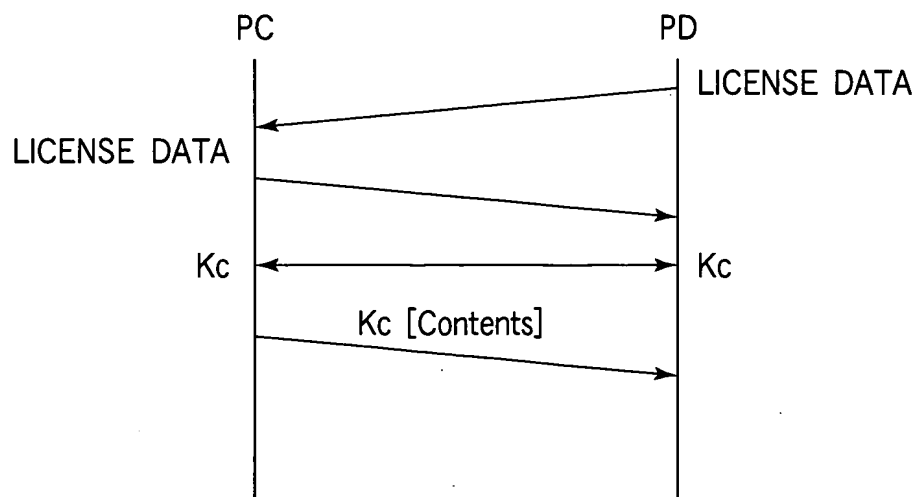 PC
PD
LICENSE DATA
LICENSE DATA
Kc
Kc
Kc [Contents]